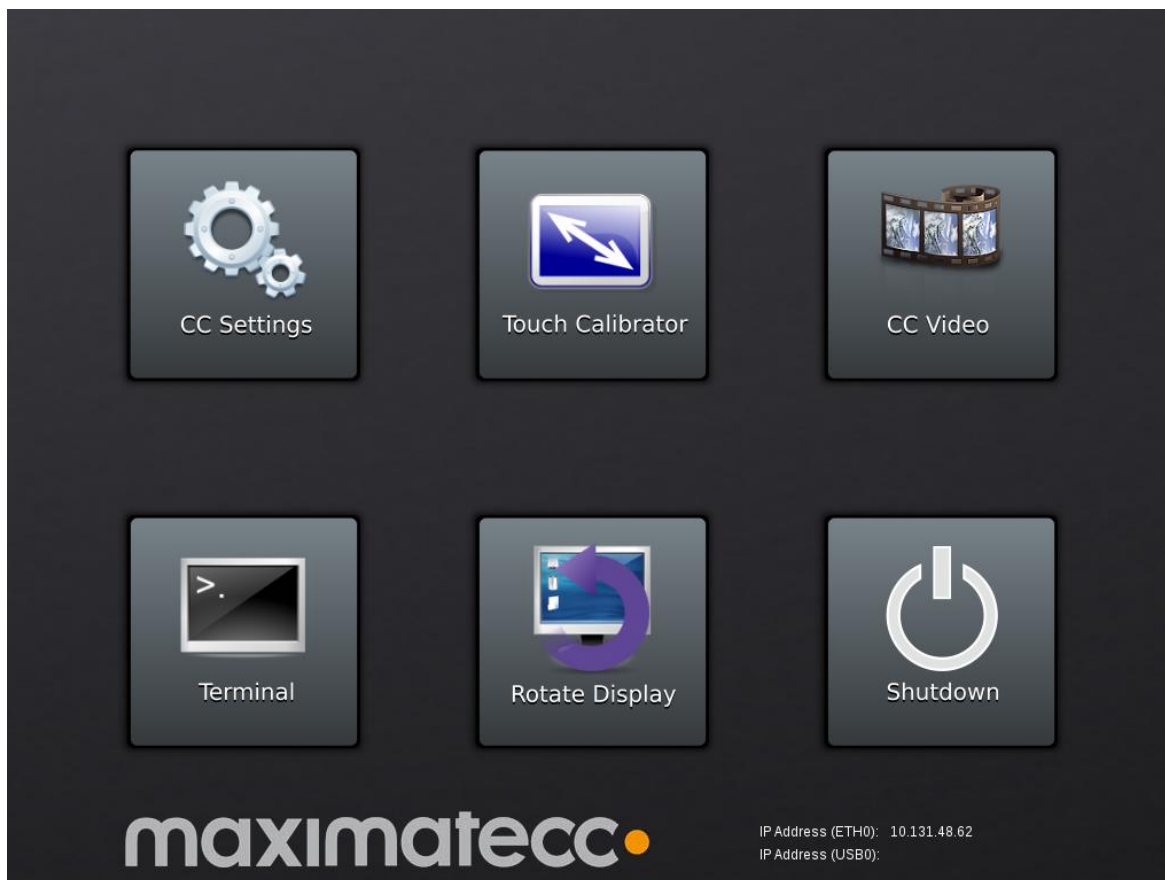 CC Settings
Touch Calibrator
CC Video
>.
Terminal
Rotate Display
Shutdown
maximatecc
IP Address (ETH0): 10.131.48.62
IP Address (USB0):